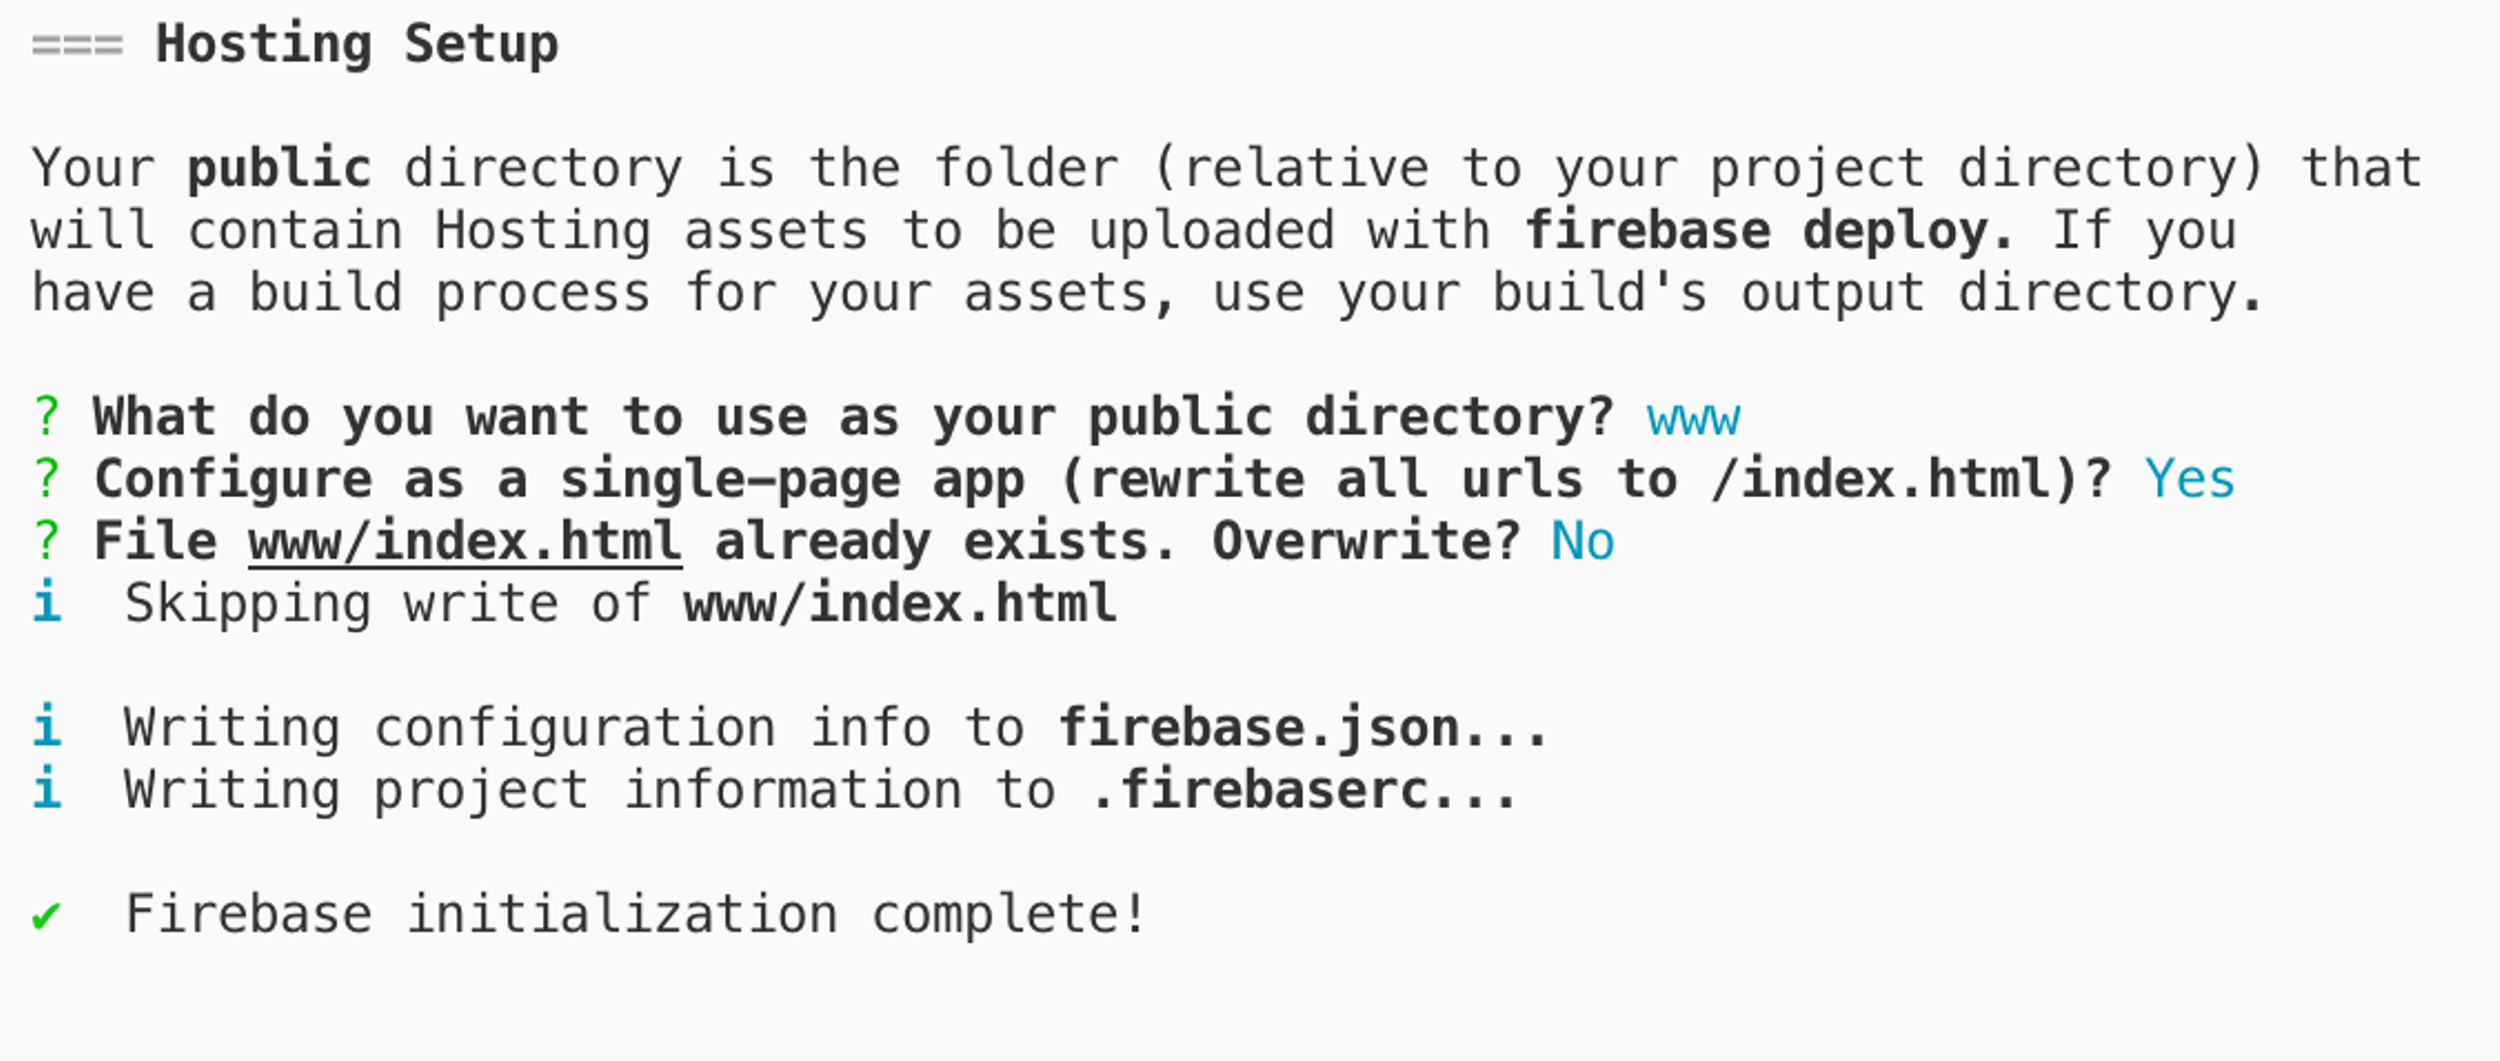 === Hosting Setup
Your public directory is the folder (relative to your project directory) that
will contain Hosting assets to be uploaded with firebase deploy. If you
have a build process for your assets, use your build's output directory.
? What do you want to use as your public directory? www
? Configure as a single-page app (rewrite all urls to /index.html)? Yes
? File www/index.html already exists. Overwrite? No
i  Skipping write of www/index.html
i  Writing configuration info to firebase.json...
i  Writing project information to .firebaserc...
✔  Firebase initialization complete!